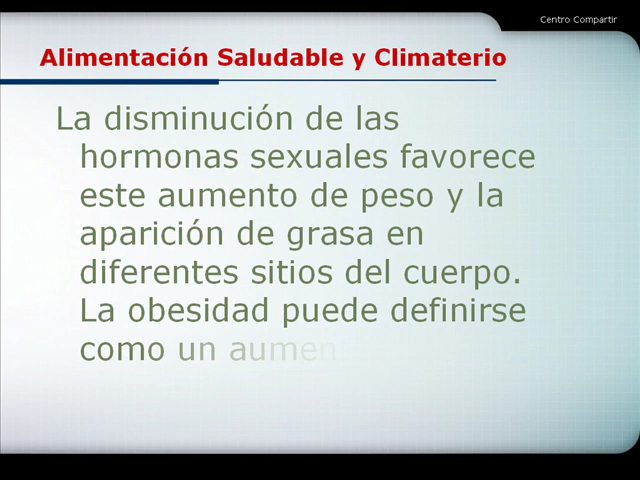 Centro Compartir
Alimentación Saludable y Climaterio
La disminución de las
hormonas sexuales favorece
este aumento de peso y la
aparición de grasa en
diferentes sitios del cuerpo.
La obesidad puede definirse
como un aumen